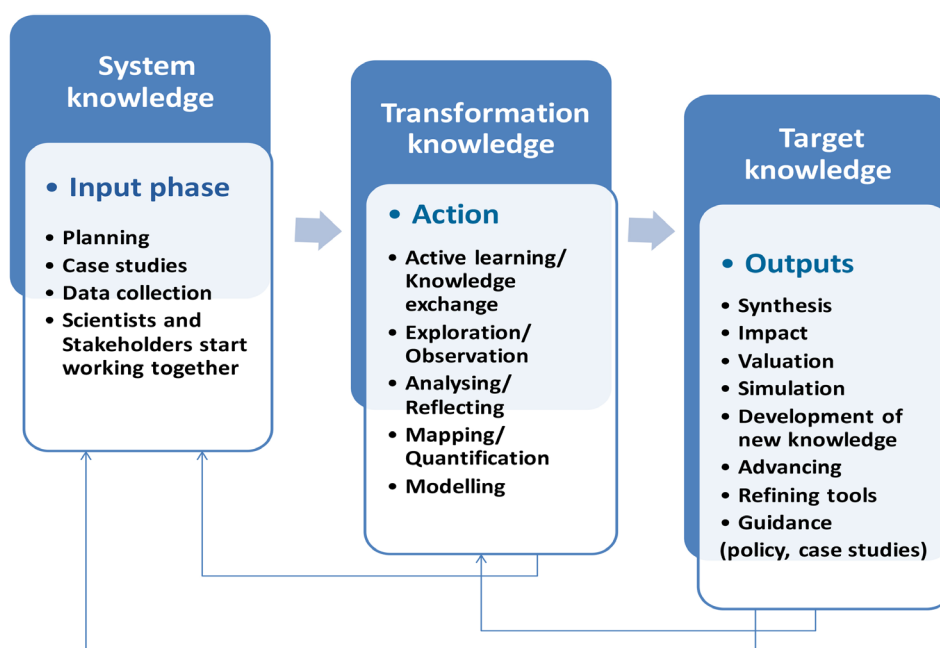 System
knowledge
• Input phase
• Planning
• Case studies
• Data collection
• Scientists and
Stakeholders start
working together
Transformation
knowledge
• Action
• Active learning/
Knowledge
exchange
• Exploration/
Observation
• Analysing/
Reflecting
• Mapping/
Quantification
• Modelling
Target
knowledge
• Outputs
• Synthesis
• Impact
• Valuation
• Simulation
• Development of
new knowledge
• Advancing
• Refining tools
• Guidance
(policy, case studies)